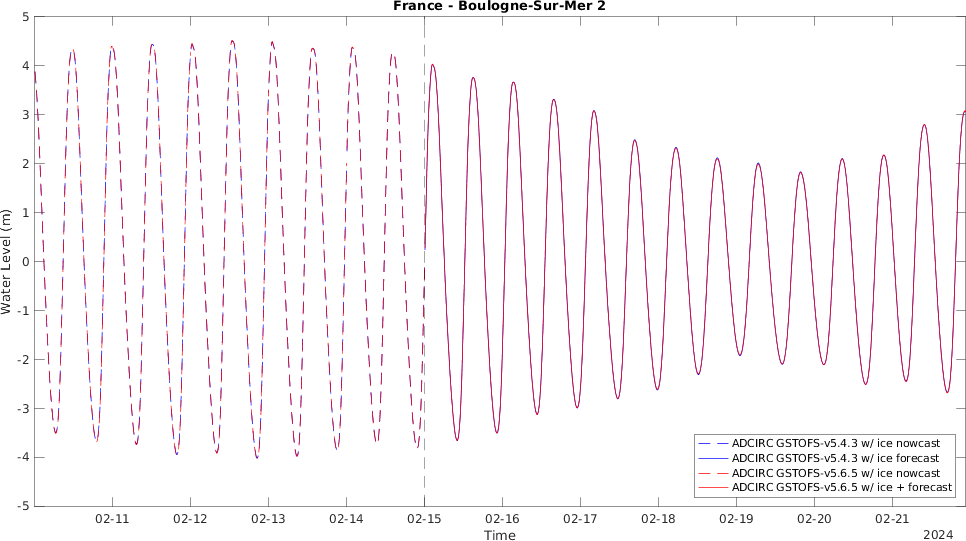 France - Boulogne-Sur-Mer 2
5
4
3
2
1
0
-1
-2
-3
-4
-5
Water Level (m)
ADCIRC GSTOFS-v5.4.3 w/ ice nowcast
ADCIRC GSTOFS-v5.4.3 w/ ice forecast
ADCIRC GSTOFS-v5.6.5 w/ ice nowcast
ADCIRC GSTOFS-v5.6.5 w/ ice + forecast
02-11 02-12 02-13 02-14 02-15 02-16 02-17 02-18 02-19 02-20 02-21
Time
2024